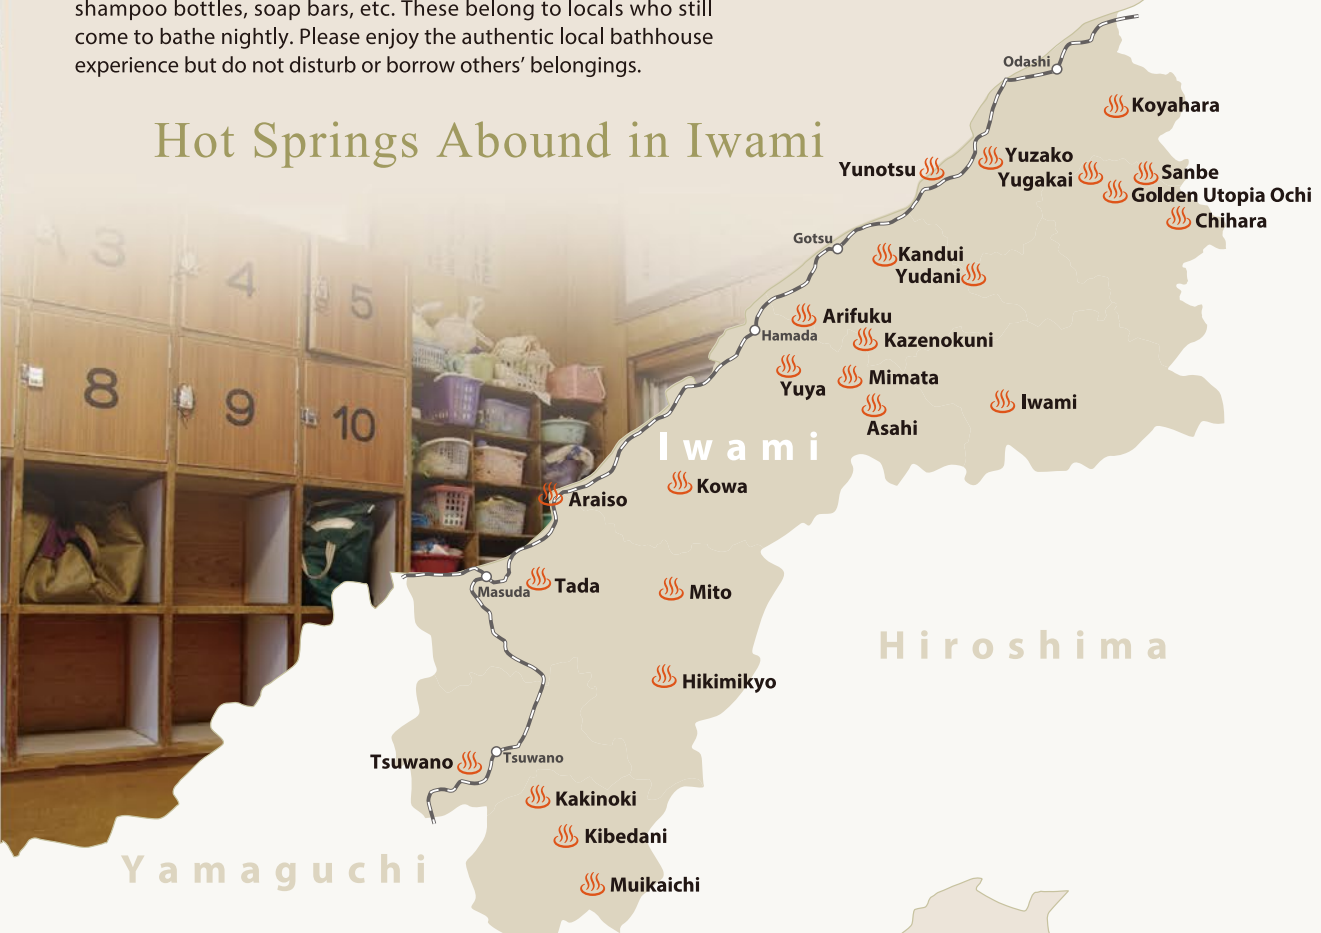 shampoo bottles, soap bars, etc. These belong to locals who still
come to bathe nightly. Please enjoy the authentic local bathhouse
experience but do not disturb or borrow others’ belongings.
Hot Springs Abound in Iwami
Odashi
Koyahara
Yunotsu
Yuzako
Yugakai
Sanbe
Golden Utopia Ochi
Chihara
Gotsu
Kandui
Yudani
Arifuku
Hamada
Kazenokuni
Yuya
Mimata
Asahi
Iwami
Iwami
Kowa
Araiso
Masuda
Tada
Mito
Hiroshima
Hikimikyo
Tsuwano
Tsuwano
Kakinoki
Kibedani
Yamaguchi
Muikaichi
3
4
5
8
9
10